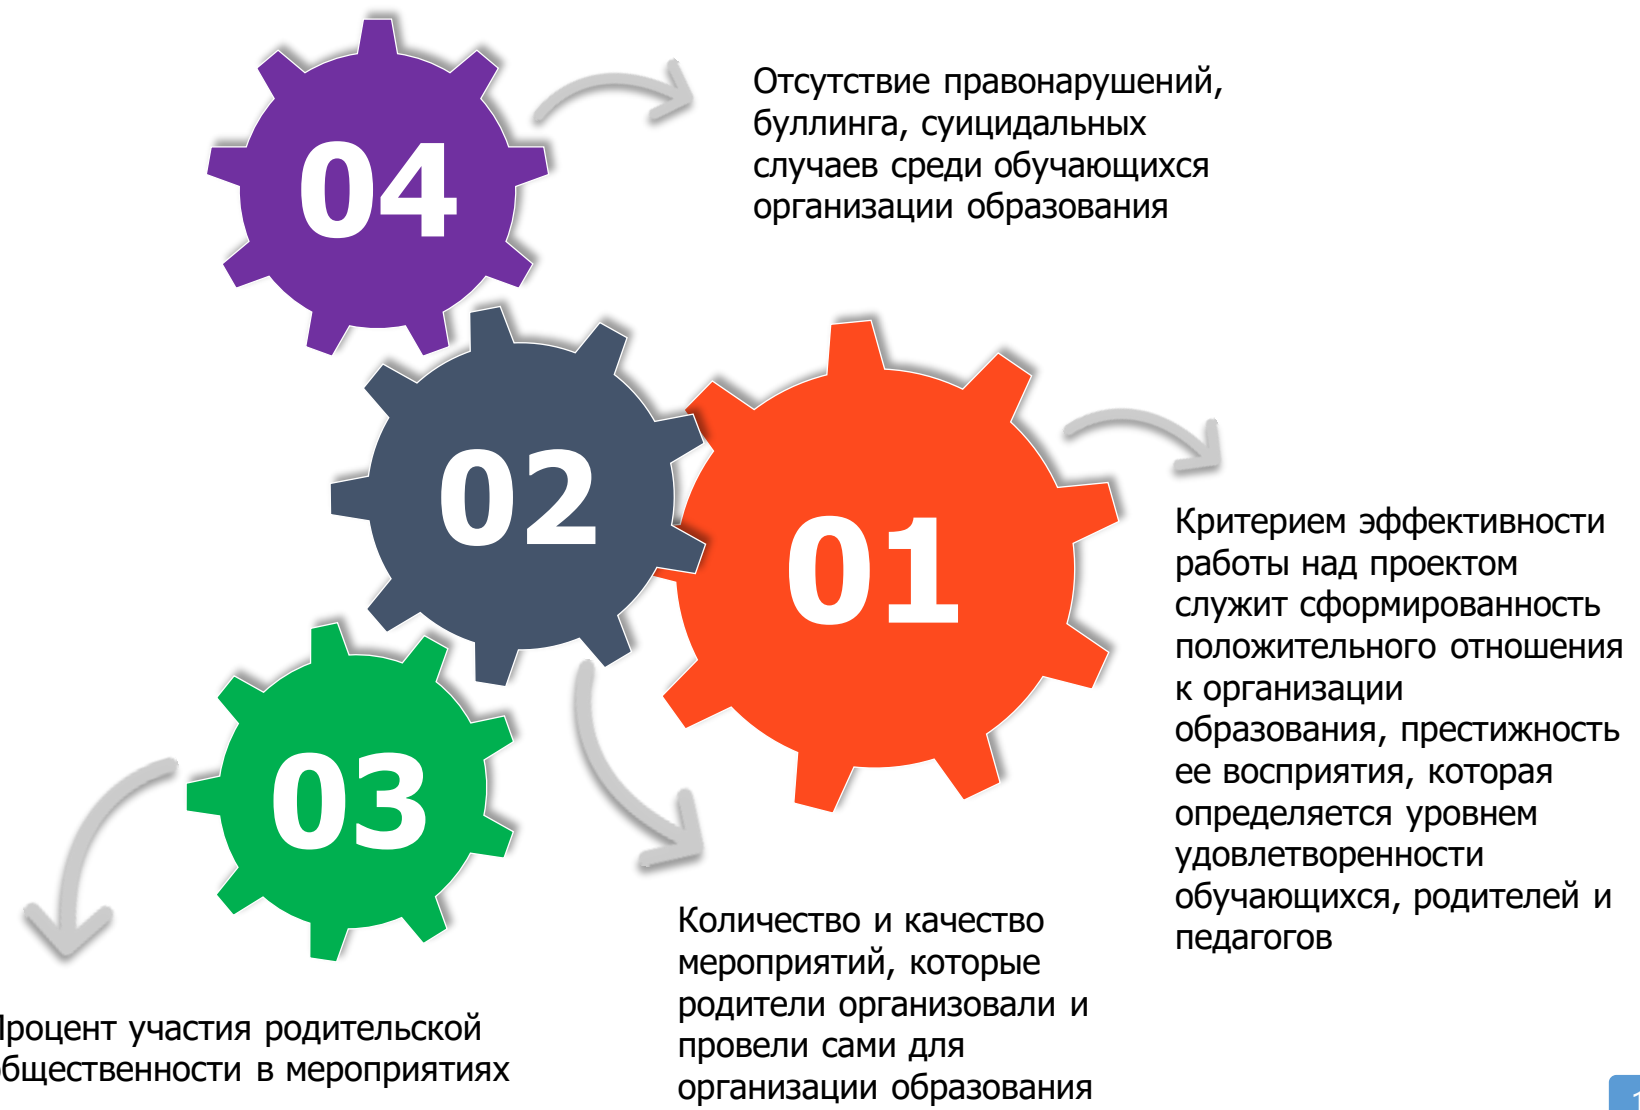 04
Отсутствие правонарушений,
буллинга, суицидальных
случаев среди обучающихся
организации образования
02
01
Критерием эффективности
работы над проектом
служит сформированность
положительного отношения
к организации
образования, престижность
ее восприятия, которая
определяется уровнем
удовлетворенности
обучающихся, родителей и
педагогов
03
Количество и качество
мероприятий, которые
родители организовали и
провели сами для
организации образования
Процент участия родительской
общественности в мероприятиях